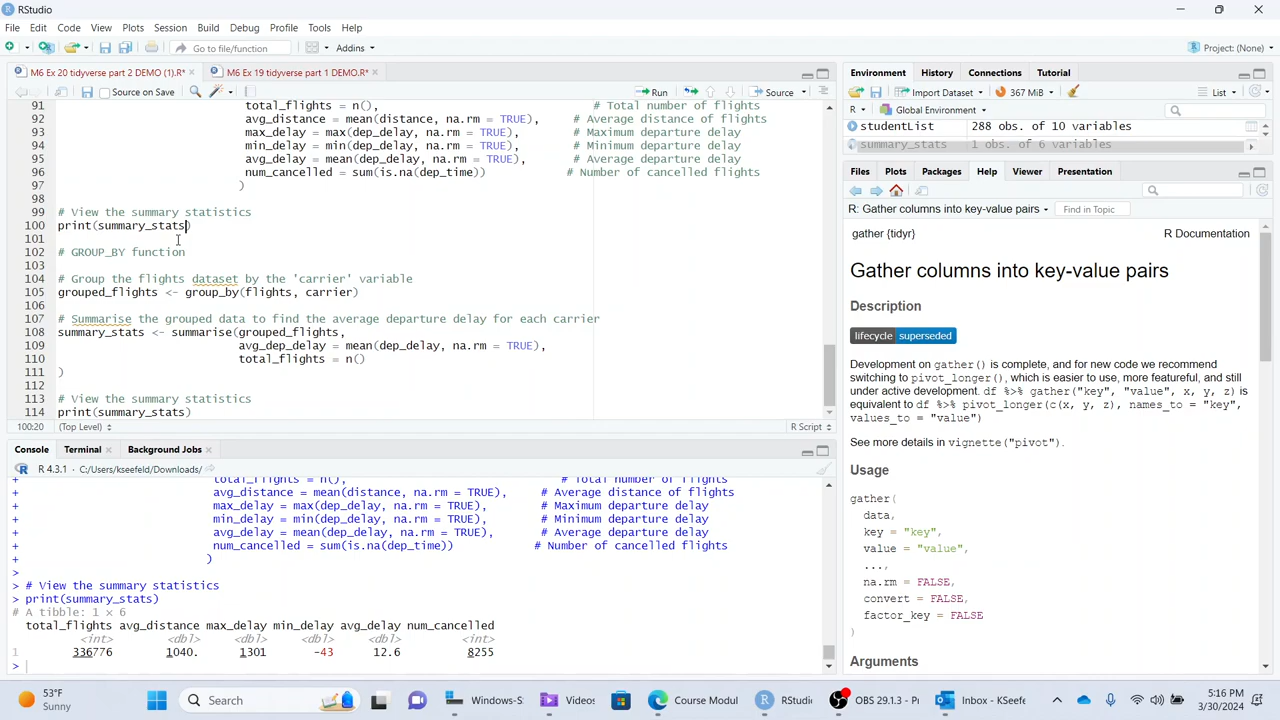 RStudio
File Edit Code View Plots Session Build Debug Profile Tools Help
Go to file/function Addins Project: (None)
M6 Ex 20 tidyverse part 2 DEMO (1).R* M6 Ex 19 tidyverse part 1 DEMO.R*
Source on Save Run Source
91 total_flights = n(), # Total number of flights
92 avg_distance = mean(distance, na.rm = TRUE), # Average distance of flights
93 max_delay = max(dep_delay, na.rm = TRUE), # Maximum departure delay
94 min_delay = min(dep_delay, na.rm = TRUE), # Minimum departure delay
95 avg_delay = mean(dep_delay, na.rm = TRUE), # Average departure delay
96 num_cancelled = sum(is.na(dep_time)) # Number of cancelled flights
97 )
98
99 # View the summary statistics
100 print(summary_stats)
101
102 # GROUP_BY function
103
104 # Group the flights dataset by the 'carrier' variable
105 grouped_flights <- group_by(flights, carrier)
106
107 # Summarise the grouped data to find the average departure delay for each carrier
108 summary_stats <- summarise(grouped_flights,
109 avg_dep_delay = mean(dep_delay, na.rm = TRUE),
110 total_flights = n()
111 )
112
113 # View the summary statistics
114 print(summary_stats)
100:20 (Top Level) R Script
Console Terminal Background Jobs
R 4.3.1 · C:/Users/kseefeld/Downloads/
+ total_flights = n(), # Total number of flights
+ avg_distance = mean(distance, na.rm = TRUE), # Average distance of flights
+ max_delay = max(dep_delay, na.rm = TRUE), # Maximum departure delay
+ min_delay = min(dep_delay, na.rm = TRUE), # Minimum departure delay
+ avg_delay = mean(dep_delay, na.rm = TRUE), # Average departure delay
+ num_cancelled = sum(is.na(dep_time)) # Number of cancelled flights
+ )
>
> # View the summary statistics
> print(summary_stats)
# A tibble: 1 × 6
total_flights avg_distance max_delay min_delay avg_delay num_cancelled
<int> <dbl> <dbl> <dbl> <dbl> <int>
1 336776 1040. 1301 -43 12.6 8255
>
Environment History Connections Tutorial
Import Dataset 367 MiB List
R Global Environment
studentList 288 obs. of 10 variables
summary_stats 1 obs. of 6 variables
Files Plots Packages Help Viewer Presentation
R: Gather columns into key-value pairs Find in Topic
gather {tidyr} R Documentation
Gather columns into key-value pairs
Description
lifecycle superseded
Development on gather() is complete, and for new code we recommend
switching to pivot_longer(), which is easier to use, more featureful, and still
under active development. df %>% gather("key", "value", x, y, z) is
equivalent to df %>% pivot_longer(c(x, y, z), names_to = "key",
values_to = "value")
See more details in vignette("pivot").
Usage
gather(
data,
key = "key",
value = "value",
...,
na.rm = FALSE,
convert = FALSE,
factor_key = FALSE
)
Arguments
53°F
Sunny
Search
Windows-S
Videos
Course Modul
RStudi
OBS 29.1.3 - Pr
Inbox - KSeefe
5:16 PM
3/30/2024